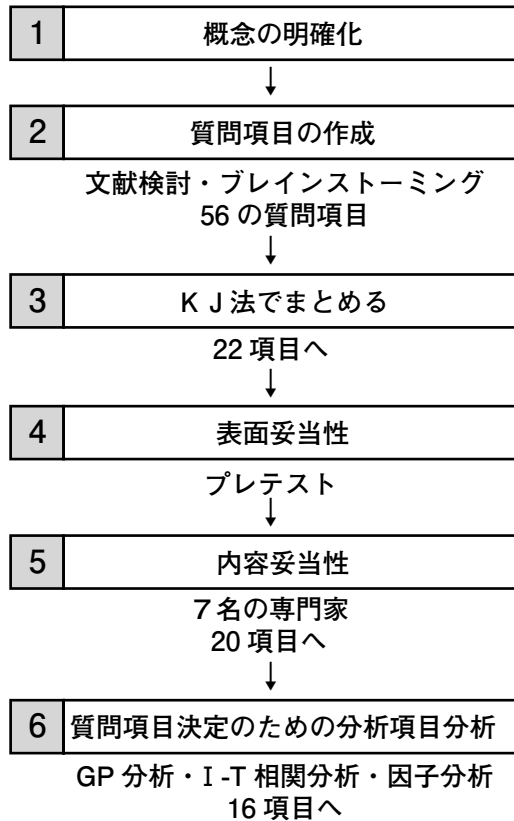 1 概念の明確化
↓
2 質問項目の作成
文献検討・ブレインストーミング
56 の質問項目
↓
3 KJ法でまとめる
22 項目へ
↓
4 表面妥当性
プレテスト
↓
5 内容妥当性
7名の専門家
20 項目へ
↓
6 質問項目決定のための分析項目分析
GP 分析・I-T 相関分析・因子分析
16 項目へ